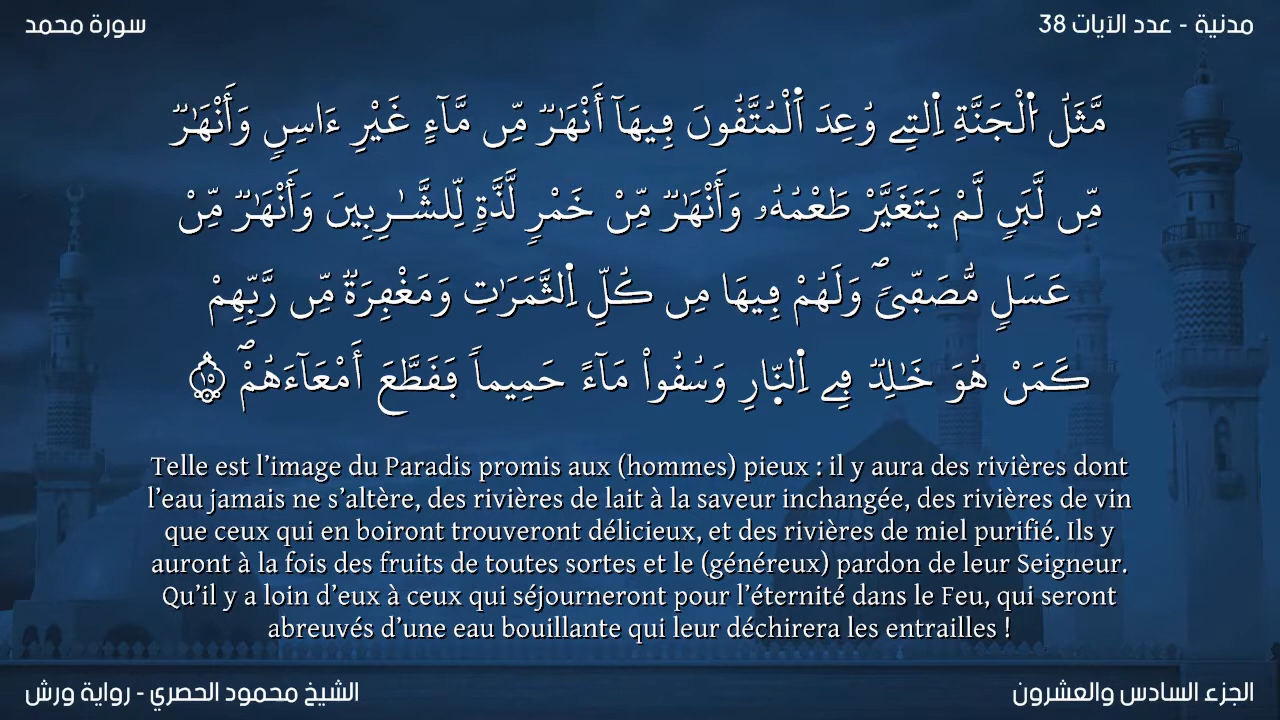 مدنية - عدد الآيات 38
سورة محمد
مَّثَلُ اُ۬لْجَنَّةِ اِ۬لتِے وُعِدَ اَ۬لْمُتَّقُونَ فِيهَآ أَنْهَٰرٞ مِّن مَّآءٍ غَيْرِ ءَاسِنٖ وَأَنْهَٰرٞ
مِّن لَّبَنٖ لَّمْ يَتَغَيَّرْ طَعْمُهُۥ وَأَنْهَٰرٞ مِّنْ خَمْرٖ لَّذَّةٖ لِّلشَّٰرِبِينَ وَأَنْهَٰرٞ مِّنْ
عَسَلٖ مُّصَفّيٗۖ وَلَهُمْ فِيهَا مِن كُلِّ اِ۬لثَّمَرَٰتِ وَمَغْفِرَةٞ مِّن رَّبِّهِمْ
كَمَنْ هُوَ خَٰلِدٞ فِے اِ۬لنّ۪ارِ وَسُقُواْ مَآءً حَمِيماٗ فَقَطَّعَ أَمْعَآءَهُمْۖ ١٥
Telle est l’image du Paradis promis aux (hommes) pieux : il y aura des rivières dont
l’eau jamais ne s’altère, des rivières de lait à la saveur inchangée, des rivières de vin
que ceux qui en boiront trouveront délicieux, et des rivières de miel purifié. Ils y
auront à la fois des fruits de toutes sortes et le (généreux) pardon de leur Seigneur.
Qu’il y a loin d’eux à ceux qui séjourneront pour l’éternité dans le Feu, qui seront
abreuvés d’une eau bouillante qui leur déchirera les entrailles !
الجزء السادس والعشرون
الشيخ محمود الحصري - رواية ورش